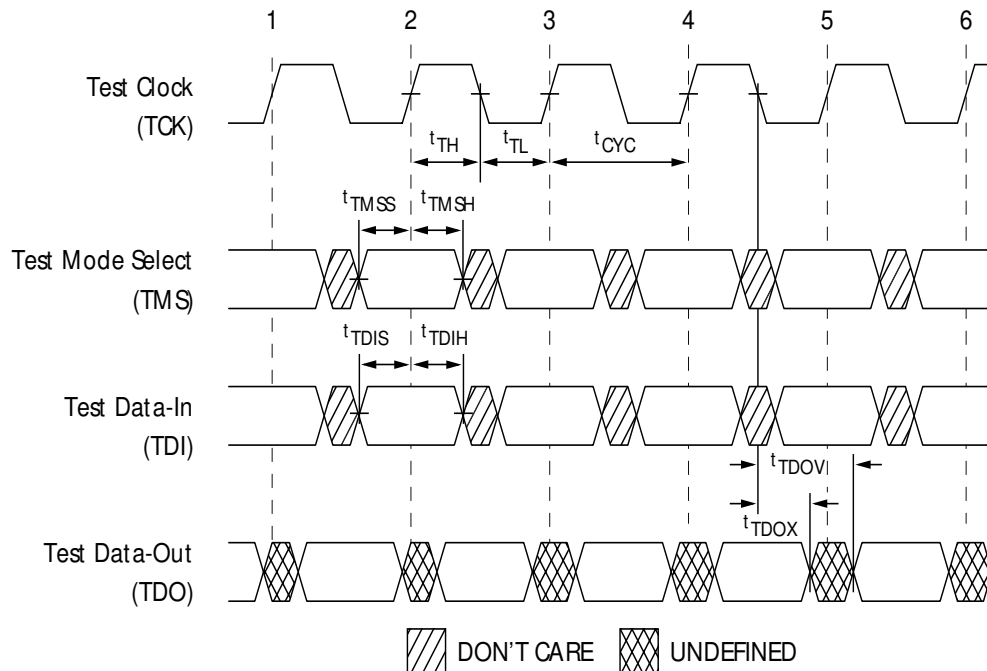 1 2 3 4 5 6
Test Clock
(TCK)
tTH tTL tCYC
tTMSS tTMSH
Test Mode Select
(TMS)
tTDIS tTDIH
Test Data-In
(TDI)
tTDOV
tTDOX
Test Data-Out
(TDO)
DON'T CARE UNDEFINED